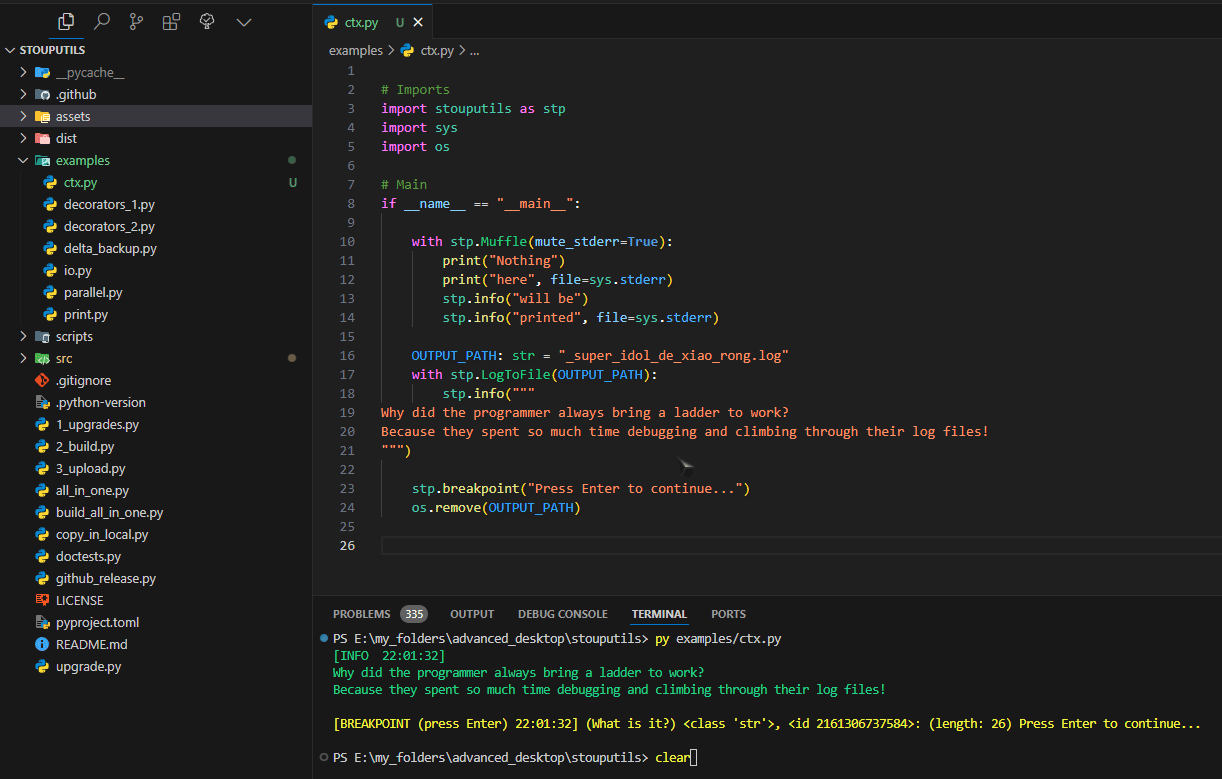 STOUPUTILS
__pycache__
.github
assets
dist
examples
ctx.py U
decorators_1.py
decorators_2.py
delta_backup.py
io.py
parallel.py
print.py
scripts
src
.gitignore
.python-version
1_upgrades.py
2_build.py
3_upload.py
all_in_one.py
build_all_in_one.py
copy_in_local.py
doctests.py
github_release.py
LICENSE
pyproject.toml
README.md
upgrade.py
ctx.py U
examples > ctx.py > ...
1
2 # Imports
3 import stouputils as stp
4 import sys
5 import os
6
7 # Main
8 if __name__ == "__main__":
9
10 with stp.Muffle(mute_stderr=True):
11 print("Nothing")
12 print("here", file=sys.stderr)
13 stp.info("will be")
14 stp.info("printed", file=sys.stderr)
15
16 OUTPUT_PATH: str = "_super_idol_de_xiao_rong.log"
17 with stp.LogToFile(OUTPUT_PATH):
18 stp.info("""
19 Why did the programmer always bring a ladder to work?
20 Because they spent so much time debugging and climbing through their log files!
21 """)
22
23 stp.breakpoint("Press Enter to continue...")
24 os.remove(OUTPUT_PATH)
25
26
PROBLEMS 335 OUTPUT DEBUG CONSOLE TERMINAL PORTS
PS E:\my_folders\advanced_desktop\stouputils> py examples/ctx.py
[INFO  22:01:32]
Why did the programmer always bring a ladder to work?
Because they spent so much time debugging and climbing through their log files!
[BREAKPOINT (press Enter) 22:01:32] (What is it?) <class 'str'>, <id 2161306737584>: (length: 26) Press Enter to continue...
PS E:\my_folders\advanced_desktop\stouputils> clear